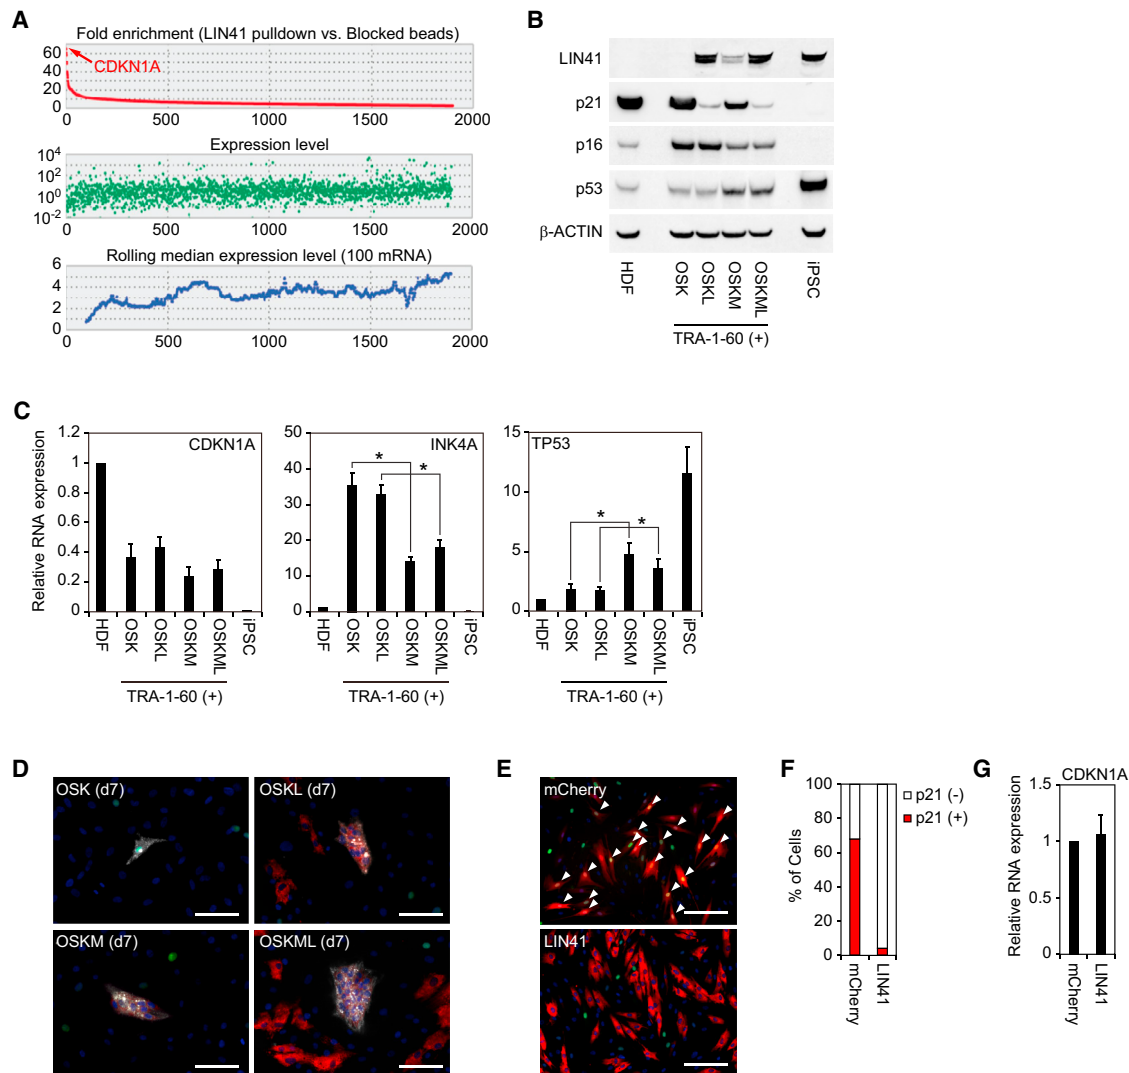 A
Fold enrichment (LIN41 pulldown vs. Blocked beads)
60
40
20
0
CDKN1A
0 500 1000 1500 2000
Expression level
10^4
10^2
10^0
10^-2
500 1000 1500 2000
Rolling median expression level (100 mRNA)
6
4
2
0
0 500 1000 1500 2000
B
LIN41
p21
p16
p53
β-ACTIN
HDF OSK OSKL OSKM OSKML iPSC
TRA-1-60 (+)
C
Relative RNA expression
1.2
1
0.8
0.6
0.4
0.2
0
CDKN1A
HDF OSK OSKL OSKM OSKML iPSC
TRA-1-60 (+)
50
40
30
20
10
0
INK4A
* *
HDF OSK OSKL OSKM OSKML iPSC
TRA-1-60 (+)
15
10
5
0
TP53
* *
HDF OSK OSKL OSKM OSKML iPSC
TRA-1-60 (+)
D
OSK (d7)
OSKL (d7)
OSKM (d7)
OSKML (d7)
E
mCherry
LIN41
F
% of Cells
100
80
60
40
20
0
p21 (-)
p21 (+)
mCherry LIN41
G
CDKN1A
Relative RNA expression
1.5
1
0.5
0
mCherry LIN41